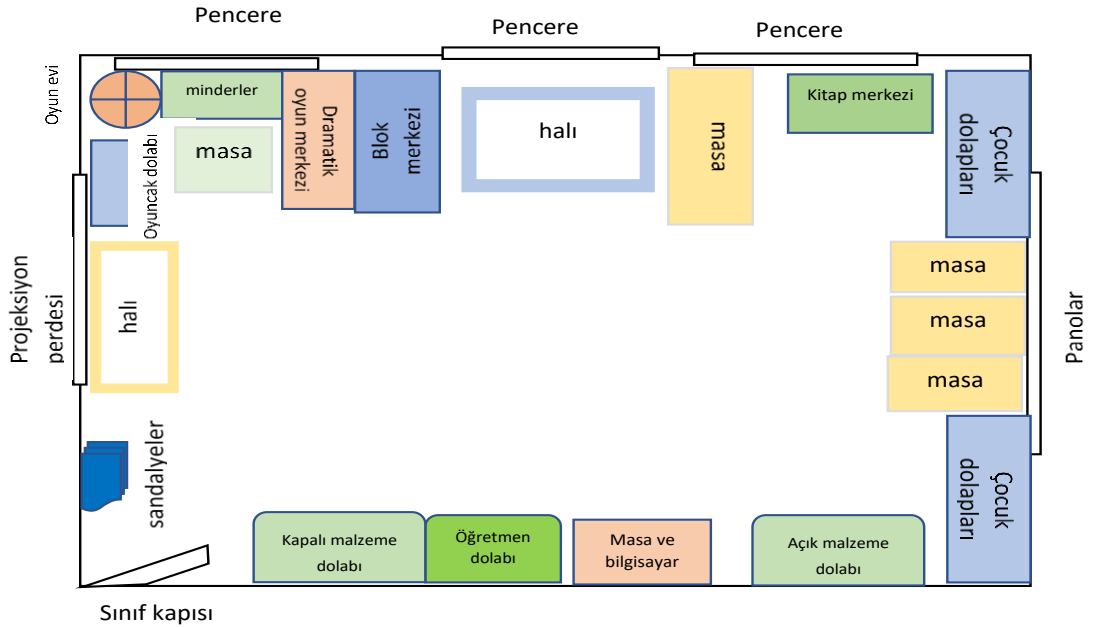 Pencere
Pencere
Pencere
Oyun evi
minderler
Dramatik
oyun merkezi
Blok
merkezi
halı
masa
Kitap merkezi
Çocuk
dolapları
masa
Oyuncak dolabı
Projeksiyon
perdesi
halı
masa
masa
masa
Panolar
sandalyeler
Çocuk
dolapları
Kapalı malzeme
dolabı
Öğretmen
dolabı
Masa ve
bilgisayar
Açık malzeme
dolabı
Sınıf kapısı